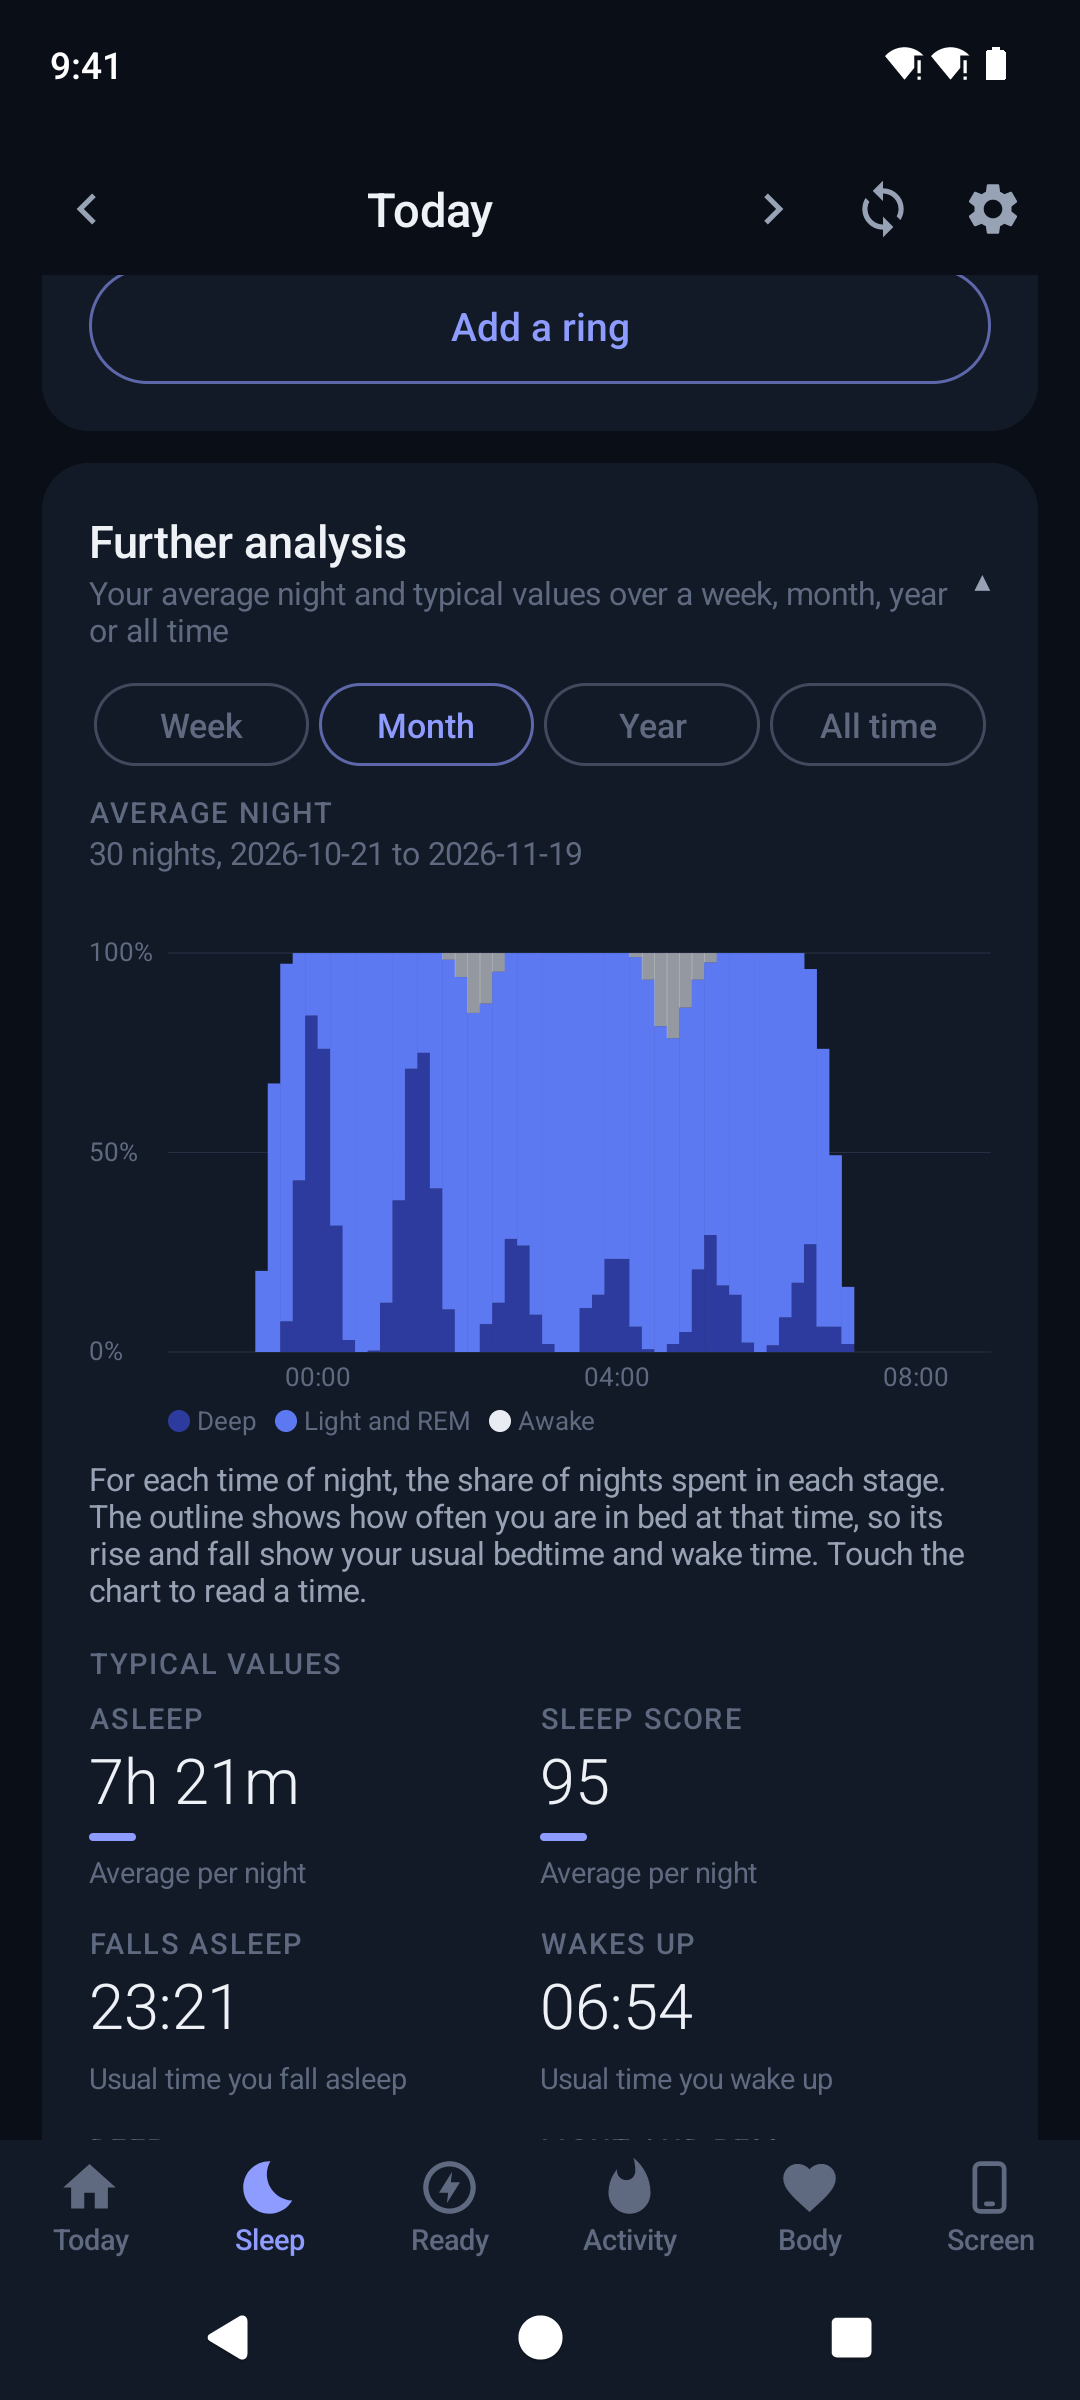 9:41
Today
Add a ring
Further analysis
Your average night and typical values over a week, month, year
or all time
Week
Month
Year
All time
AVERAGE NIGHT
30 nights, 2026-10-21 to 2026-11-19
100%
50%
0%
00:00
04:00
08:00
Deep
Light and REM
Awake
For each time of night, the share of nights spent in each stage.
The outline shows how often you are in bed at that time, so its
rise and fall show your usual bedtime and wake time. Touch the
chart to read a time.
TYPICAL VALUES
ASLEEP
7h 21m
Average per night
SLEEP SCORE
95
Average per night
FALLS ASLEEP
23:21
Usual time you fall asleep
WAKES UP
06:54
Usual time you wake up
Today
Sleep
Ready
Activity
Body
Screen